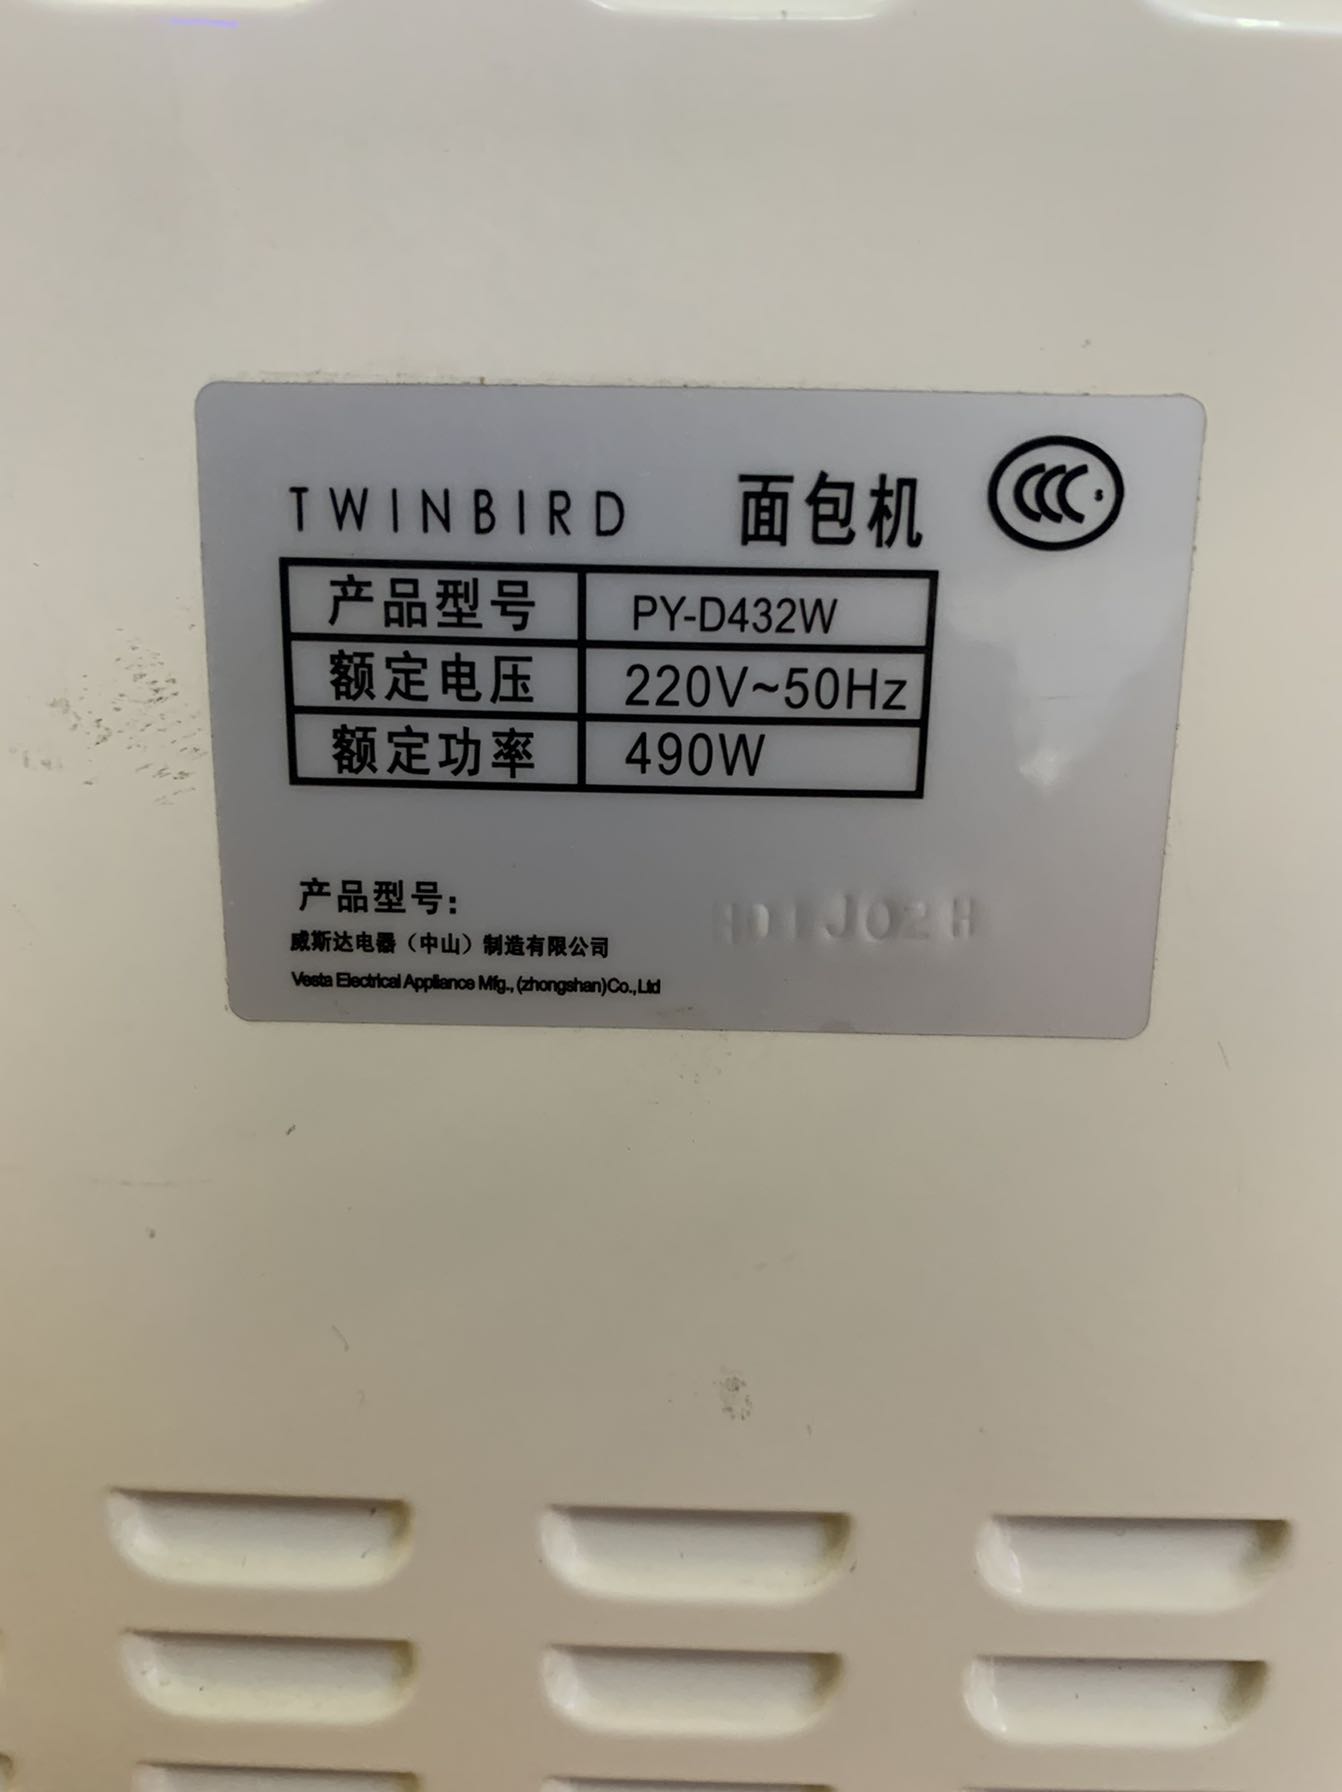 TWINBIRD 面包机 CCC S
产品型号 PY-D432W
额定电压 220V~50Hz
额定功率 490W
产品型号:
威斯达电器（中山）制造有限公司
Vesta Electrical Appliance Mfg., (zhongshan)Co., Ltd